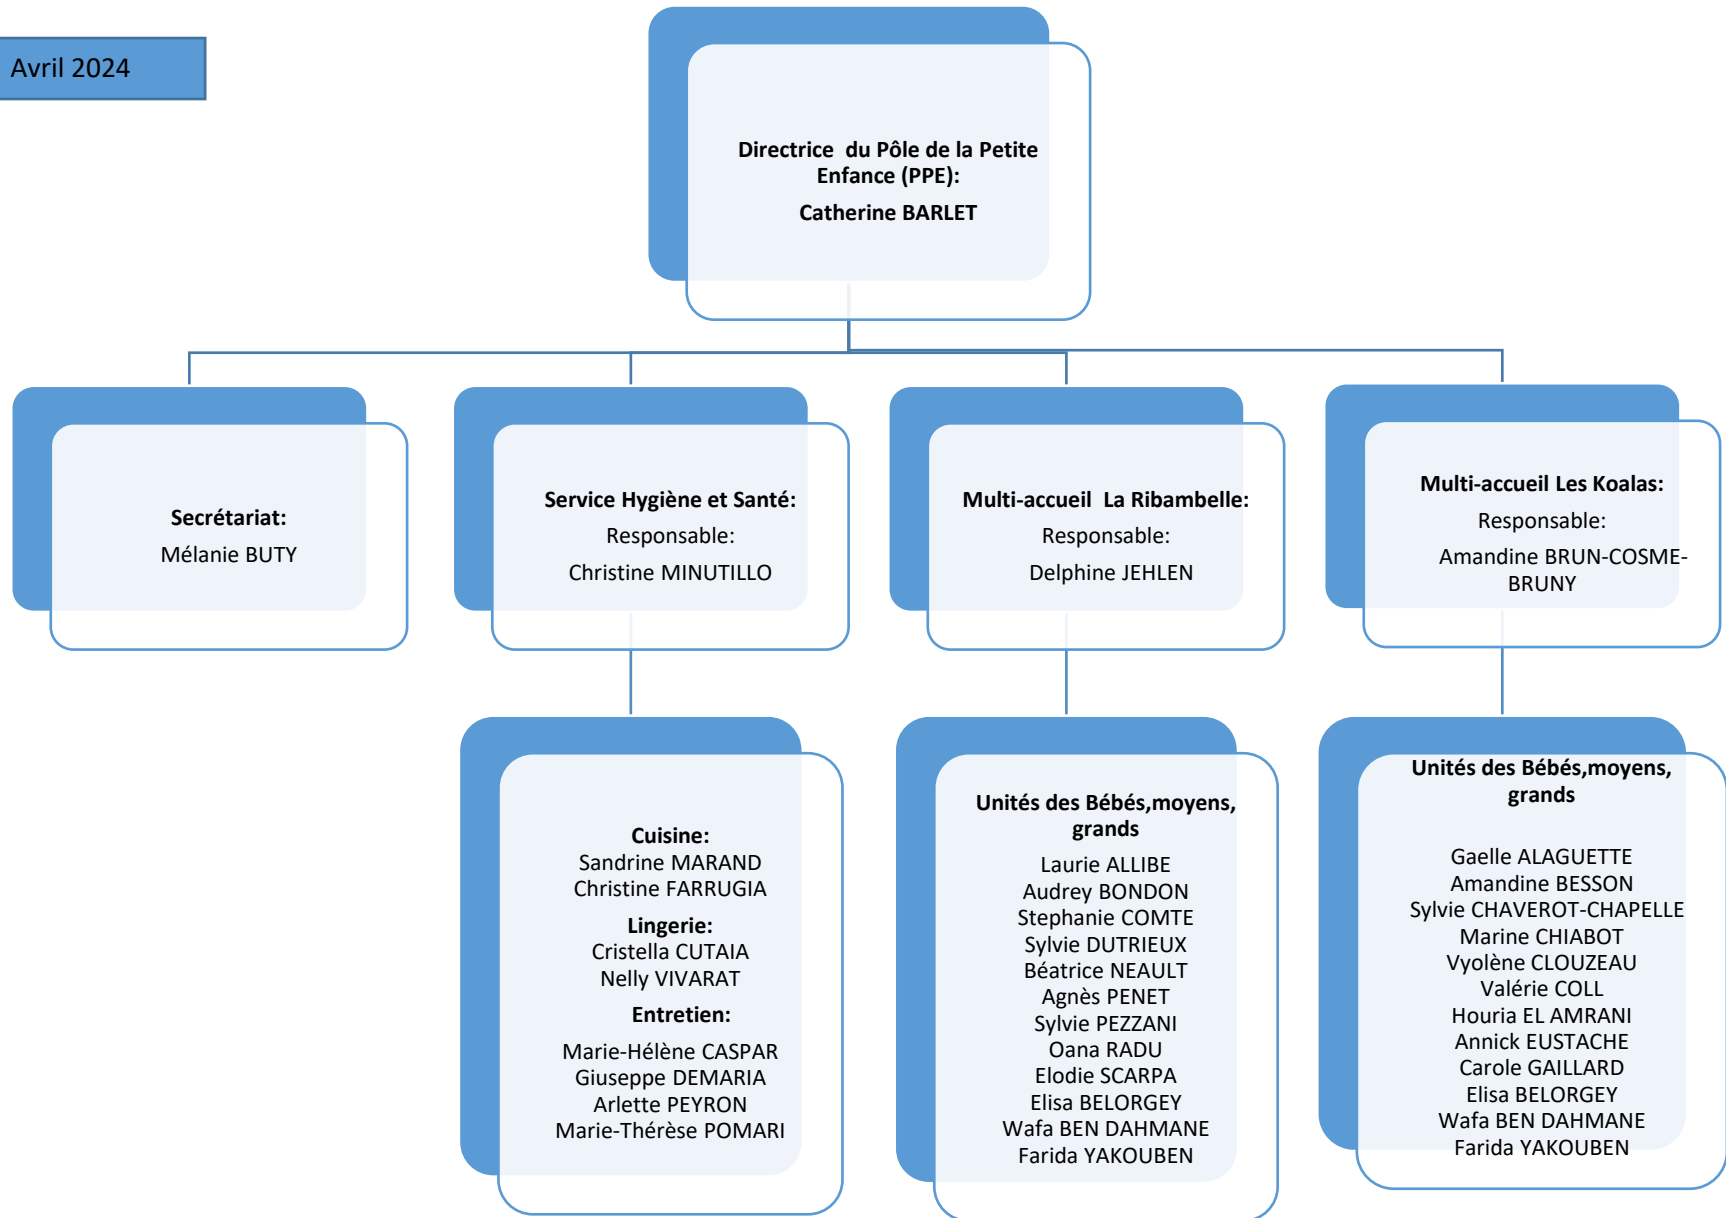 Avril 2024
Directrice  du Pôle de la Petite
Enfance (PPE):
Catherine BARLET
Secrétariat:
Mélanie BUTY
Service Hygiène et Santé:
Responsable:
Christine MINUTILLO
Multi-accueil  La Ribambelle:
Responsable:
Delphine JEHLEN
Multi-accueil Les Koalas:
Responsable:
Amandine BRUN-COSME-
BRUNY
Cuisine:
Sandrine MARAND
Christine FARRUGIA
Lingerie:
Cristella CUTAIA
Nelly VIVARAT
Entretien:
Marie-Hélène CASPAR
Giuseppe DEMARIA
Arlette PEYRON
Marie-Thérèse POMARI
Unités des Bébés,moyens,
grands
Laurie ALLIBE
Audrey BONDON
Stephanie COMTE
Sylvie DUTRIEUX
Béatrice NEAULT
Agnès PENET
Sylvie PEZZANI
Oana RADU
Elodie SCARPA
Elisa BELORGEY
Wafa BEN DAHMANE
Farida YAKOUBEN
Unités des Bébés,moyens,
grands
Gaelle ALAGUETTE
Amandine BESSON
Sylvie CHAVEROT-CHAPELLE
Marine CHIABOT
Vyolène CLOUZEAU
Valérie COLL
Houria EL AMRANI
Annick EUSTACHE
Carole GAILLARD
Elisa BELORGEY
Wafa BEN DAHMANE
Farida YAKOUBEN